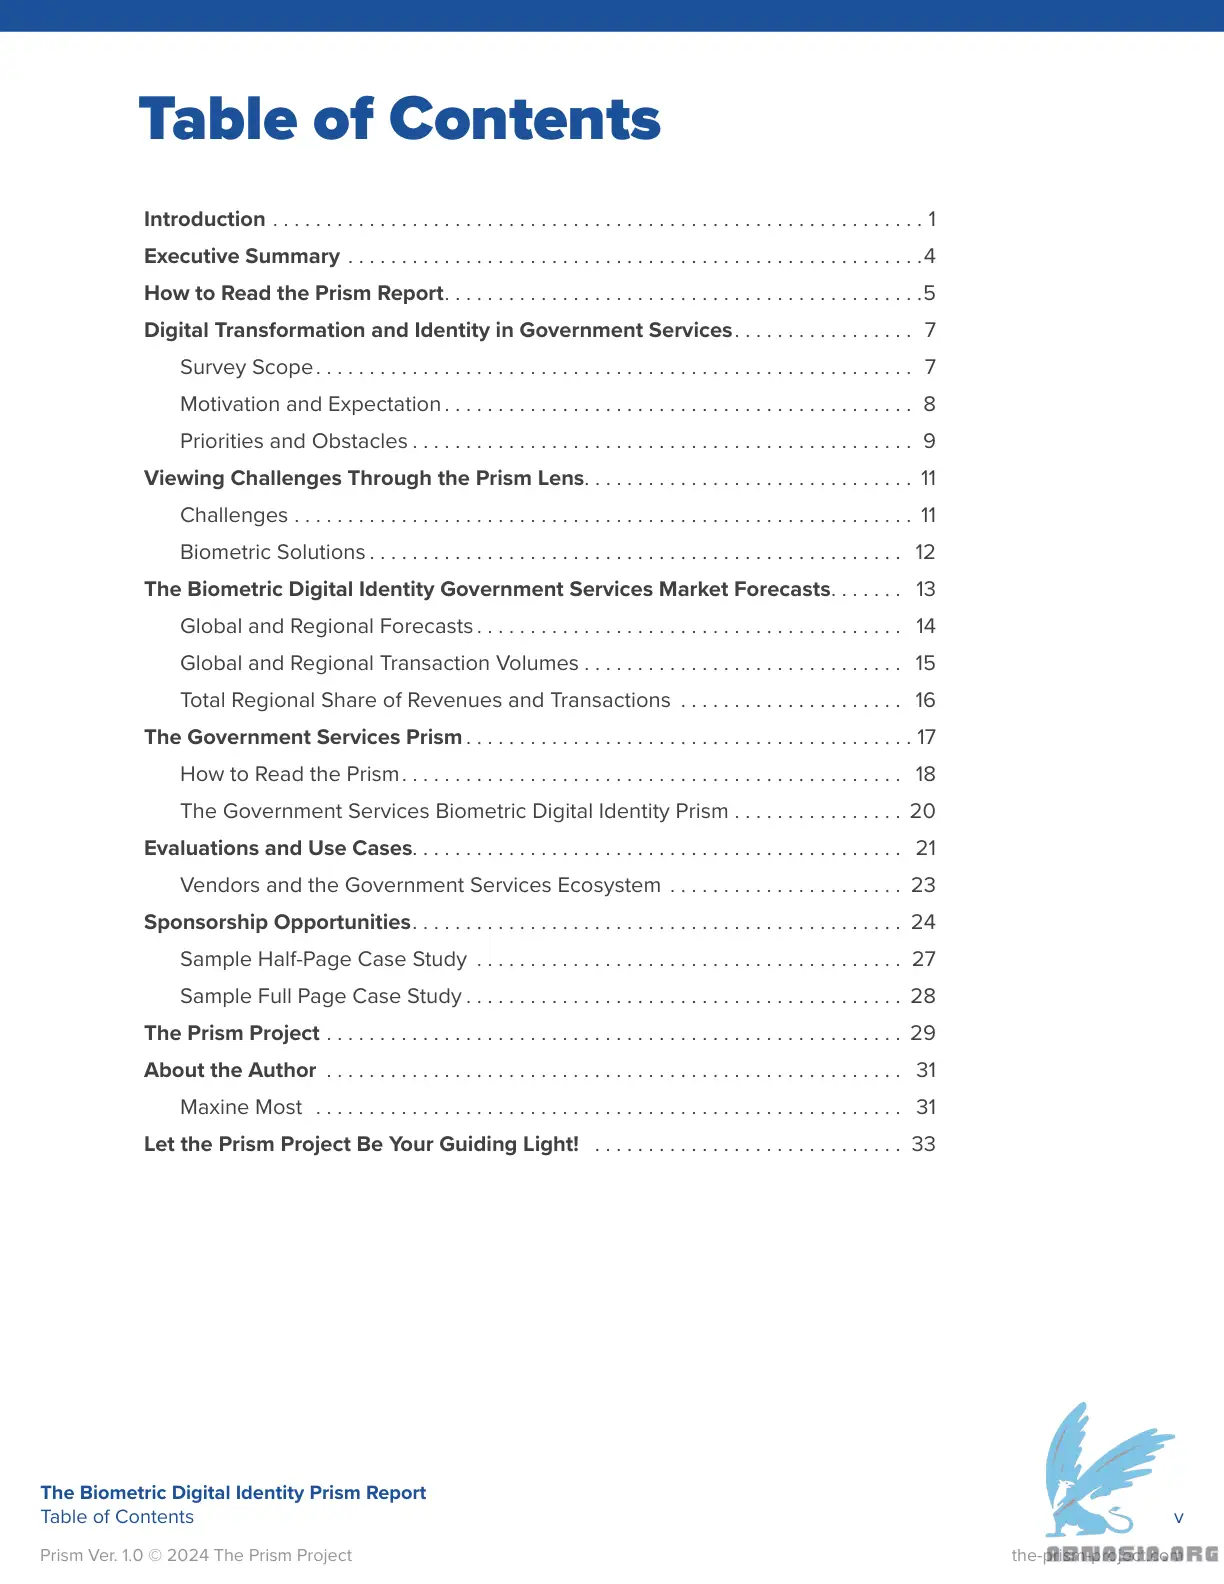 Table of Contents
Introduction . . . . . . . . . . . . . . . . . . . . . . . . . . . . . . . . . . . . . . . . . . . . . . . . . . . . . . . . . . . . . 1
Executive Summary . . . . . . . . . . . . . . . . . . . . . . . . . . . . . . . . . . . . . . . . . . . . . . . . . . . . . .4
How to Read the Prism Report. . . . . . . . . . . . . . . . . . . . . . . . . . . . . . . . . . . . . . . . . . . . .5
Digital Transformation and Identity in Government Services. . . . . . . . . . . . . . . . . 7
Survey Scope. . . . . . . . . . . . . . . . . . . . . . . . . . . . . . . . . . . . . . . . . . . . . . . . . . . . . . . . 7
Motivation and Expectation. . . . . . . . . . . . . . . . . . . . . . . . . . . . . . . . . . . . . . . . . . . . 8
Priorities and Obstacles . . . . . . . . . . . . . . . . . . . . . . . . . . . . . . . . . . . . . . . . . . . . . . . 9
Viewing Challenges Through the Prism Lens. . . . . . . . . . . . . . . . . . . . . . . . . . . . . . . 11
Challenges . . . . . . . . . . . . . . . . . . . . . . . . . . . . . . . . . . . . . . . . . . . . . . . . . . . . . . . . . . 11
Biometric Solutions . . . . . . . . . . . . . . . . . . . . . . . . . . . . . . . . . . . . . . . . . . . . . . . . . . 12
The Biometric Digital Identity Government Services Market Forecasts. . . . . . . 13
Global and Regional Forecasts . . . . . . . . . . . . . . . . . . . . . . . . . . . . . . . . . . . . . . . . 14
Global and Regional Transaction Volumes . . . . . . . . . . . . . . . . . . . . . . . . . . . . . . 15
Total Regional Share of Revenues and Transactions . . . . . . . . . . . . . . . . . . . . . 16
The Government Services Prism . . . . . . . . . . . . . . . . . . . . . . . . . . . . . . . . . . . . . . . . . . 17
How to Read the Prism. . . . . . . . . . . . . . . . . . . . . . . . . . . . . . . . . . . . . . . . . . . . . . . 18
The Government Services Biometric Digital Identity Prism . . . . . . . . . . . . . . . . 20
Evaluations and Use Cases. . . . . . . . . . . . . . . . . . . . . . . . . . . . . . . . . . . . . . . . . . . . . . 21
Vendors and the Government Services Ecosystem . . . . . . . . . . . . . . . . . . . . . . 23
Sponsorship Opportunities. . . . . . . . . . . . . . . . . . . . . . . . . . . . . . . . . . . . . . . . . . . . . . 24
Sample Half-Page Case Study . . . . . . . . . . . . . . . . . . . . . . . . . . . . . . . . . . . . . . . . 27
Sample Full Page Case Study . . . . . . . . . . . . . . . . . . . . . . . . . . . . . . . . . . . . . . . . . 28
The Prism Project . . . . . . . . . . . . . . . . . . . . . . . . . . . . . . . . . . . . . . . . . . . . . . . . . . . . . . 29
About the Author . . . . . . . . . . . . . . . . . . . . . . . . . . . . . . . . . . . . . . . . . . . . . . . . . . . . . . 31
Maxine Most . . . . . . . . . . . . . . . . . . . . . . . . . . . . . . . . . . . . . . . . . . . . . . . . . . . . . . . 31
Let the Prism Project Be Your Guiding Light! . . . . . . . . . . . . . . . . . . . . . . . . . . . . . 33
The Biometric Digital Identity Prism Report
Table of Contents
v
Prism Ver. 1.0 © 2024 The Prism Project
the-prism-project.com